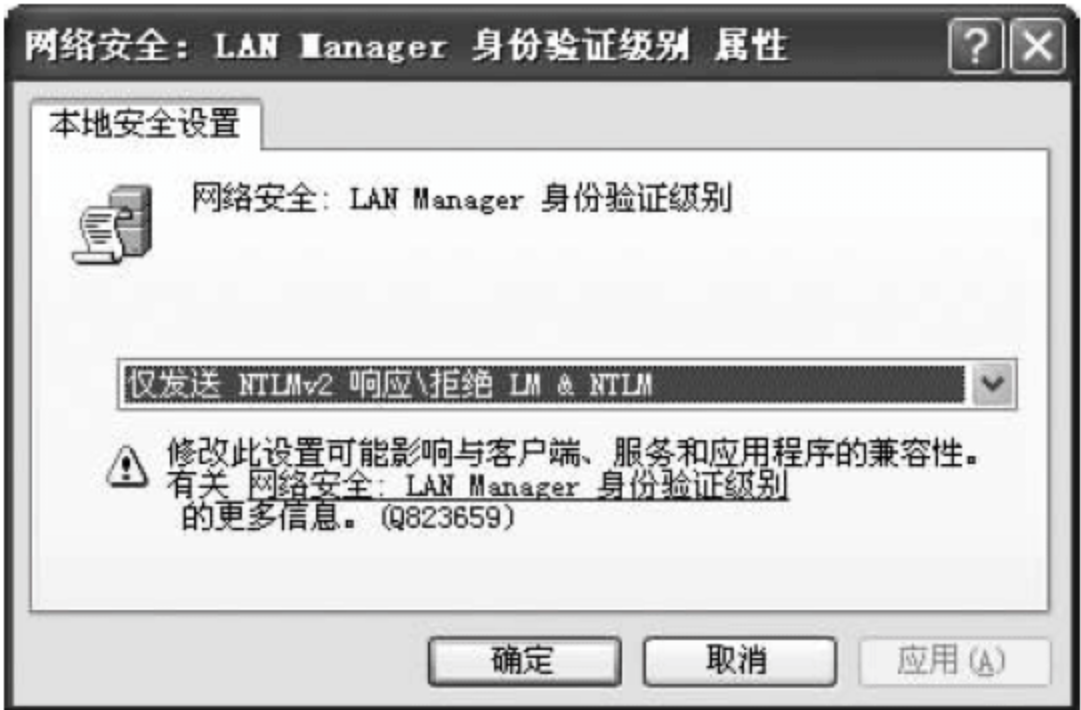 网络安全: LAN Manager 身份验证级别 属性
本地安全设置
网络安全: LAN Manager 身份验证级别
仅发送 NTLMv2 响应\拒绝 LM & NTLM
修改此设置可能影响与客户端、服务和应用程序的兼容性。
有关 网络安全: LAN Manager 身份验证级别
的更多信息。(Q823659)
确定
取消
应用(A)